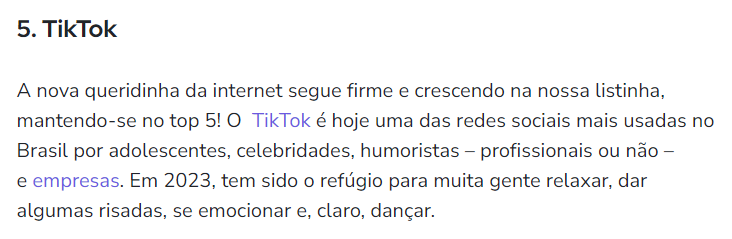 5. TikTok
A nova queridinha da internet segue firme e crescendo na nossa listinha,
mantendo-se no top 5! O TikTok é hoje uma das redes sociais mais usadas no
Brasil por adolescentes, celebridades, humoristas – profissionais ou não –
e empresas. Em 2023, tem sido o refúgio para muita gente relaxar, dar
algumas risadas, se emocionar e, claro, dançar.